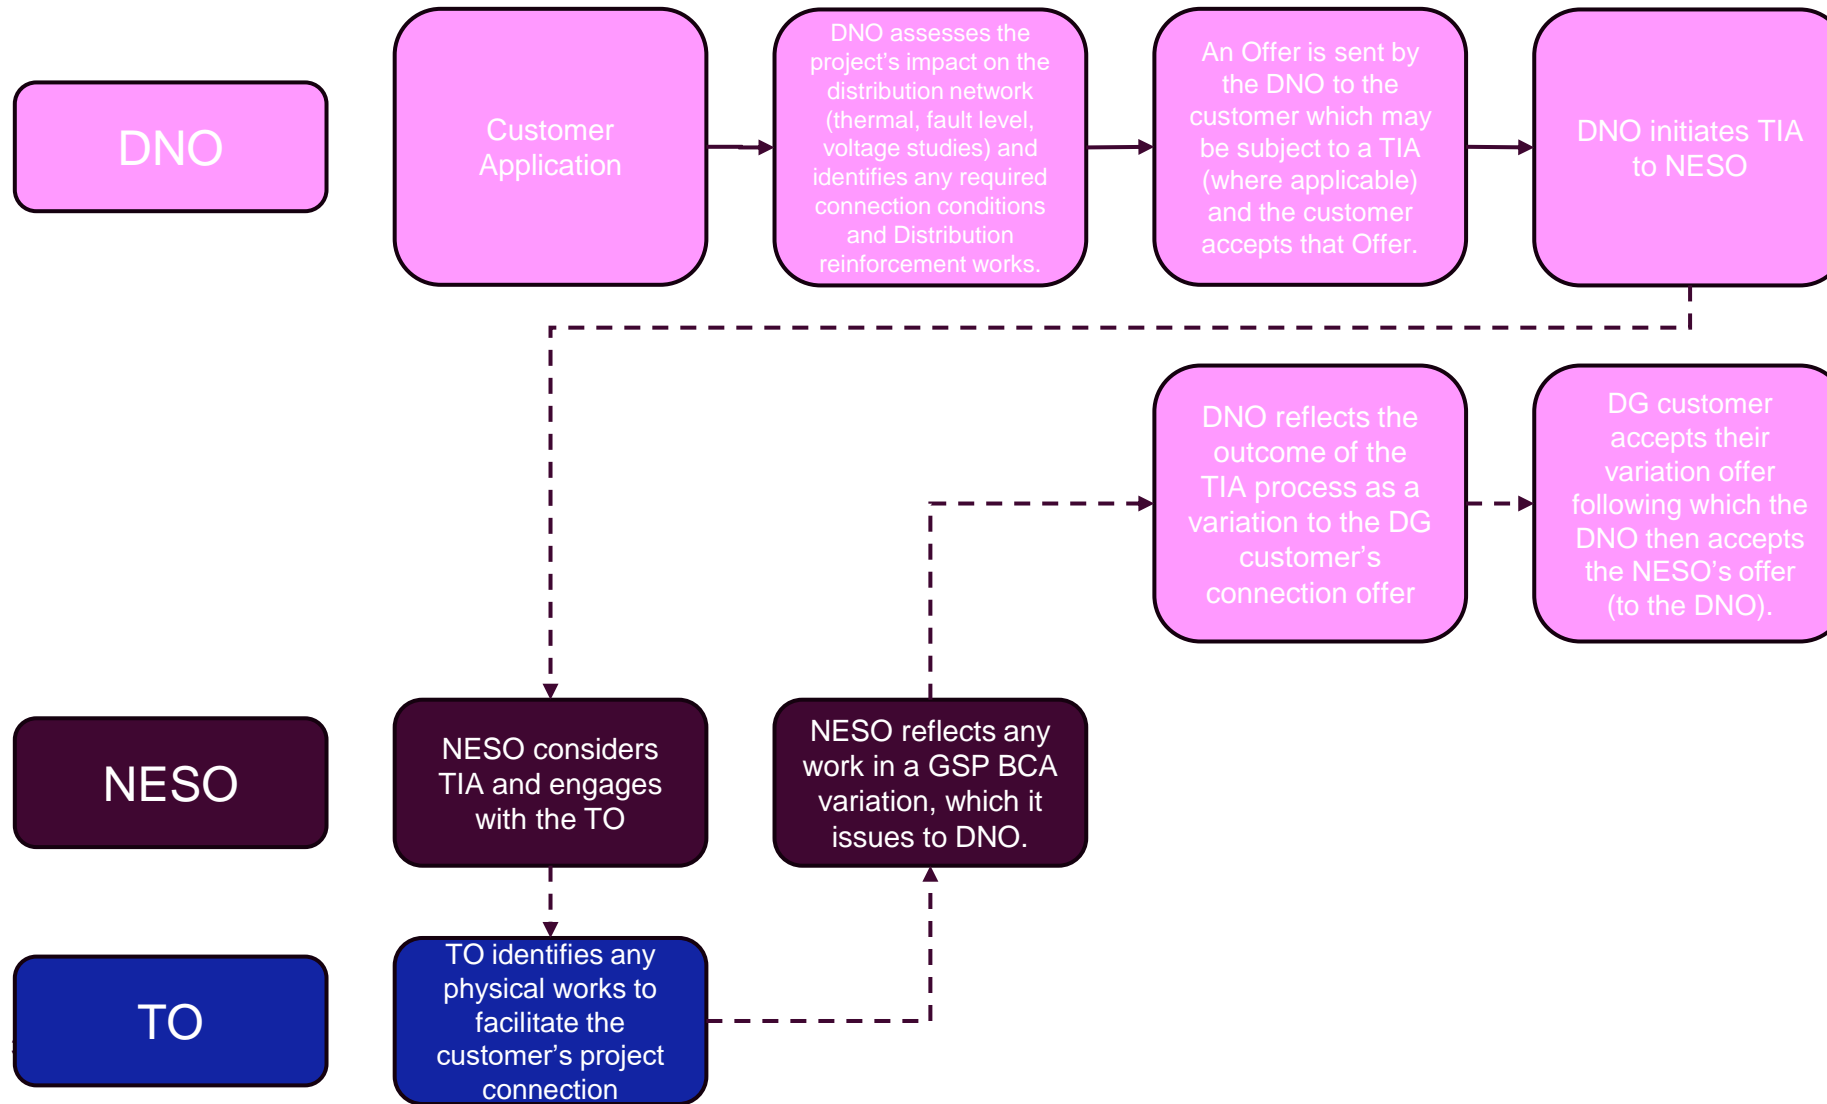 DNO
Customer
Application
DNO assesses the
project’s impact on the
distribution network
(thermal, fault level,
voltage studies) and
identifies any required
connection conditions
and Distribution
reinforcement works.
An Offer is sent by
the DNO to the
customer which may
be subject to a TIA
(where applicable)
and the customer
accepts that Offer.
DNO initiates TIA
to NESO
DNO reflects the
outcome of the
TIA process as a
variation to the DG
customer’s
connection offer
DG customer
accepts their
variation offer
following which the
DNO then accepts
the NESO’s offer
(to the DNO).
NESO
NESO considers
TIA and engages
with the TO
NESO reflects any
work in a GSP BCA
variation, which it
issues to DNO.
TO
TO identifies any
physical works to
facilitate the
customer’s project
connection